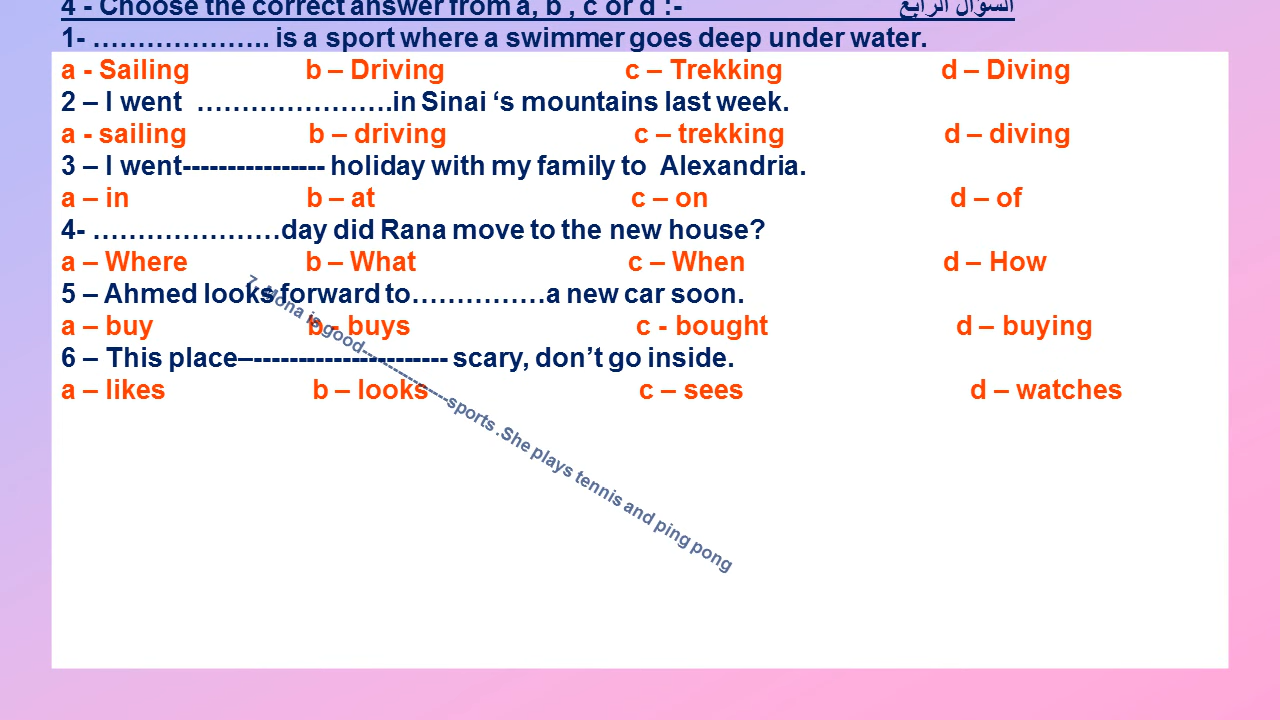 4 - Choose the correct answer from a, b , c or d :- السؤال الرابع
1- ……………….. is a sport where a swimmer goes deep under water.
a - Sailing b – Driving c – Trekking d – Diving
2 – I went ………………….in Sinai ‘s mountains last week.
a - sailing b – driving c – trekking d – diving
3 – I went---------------- holiday with my family to Alexandria.
a – in b – at c – on d – of
4- …………………day did Rana move to the new house?
a – Where b – What c – When d – How
5 – Ahmed looks forward to……………a new car soon.
a – buy b - buys c - bought d – buying
6 – This place–---------------------- scary, don’t go inside.
a – likes b – looks c – sees d – watches
7- Mona is good-----------------sports .She plays tennis and ping pong